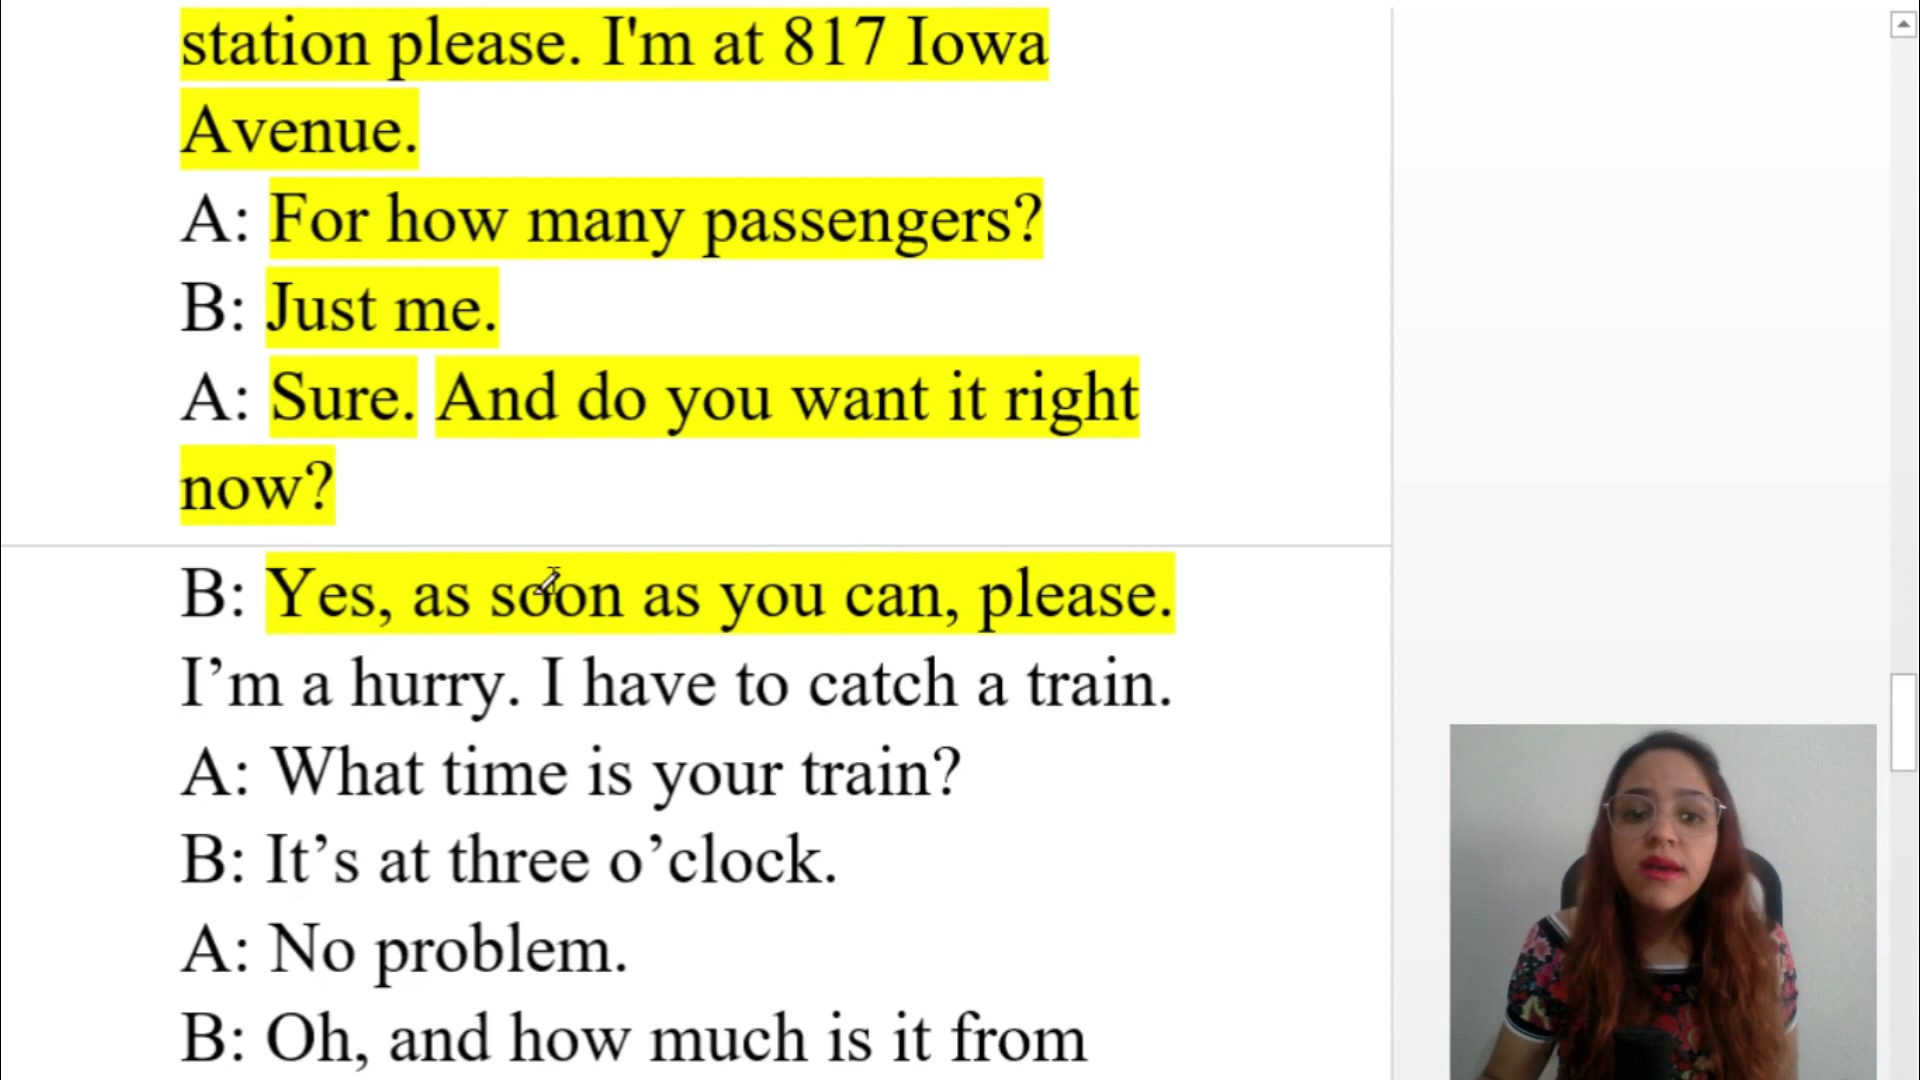 station please. I'm at 817 Iowa
Avenue.
A: For how many passengers?
B: Just me.
A: Sure. And do you want it right
now?
B: Yes, as soon as you can, please.
I’m a hurry. I have to catch a train.
A: What time is your train?
B: It’s at three o’clock.
A: No problem.
B: Oh, and how much is it from